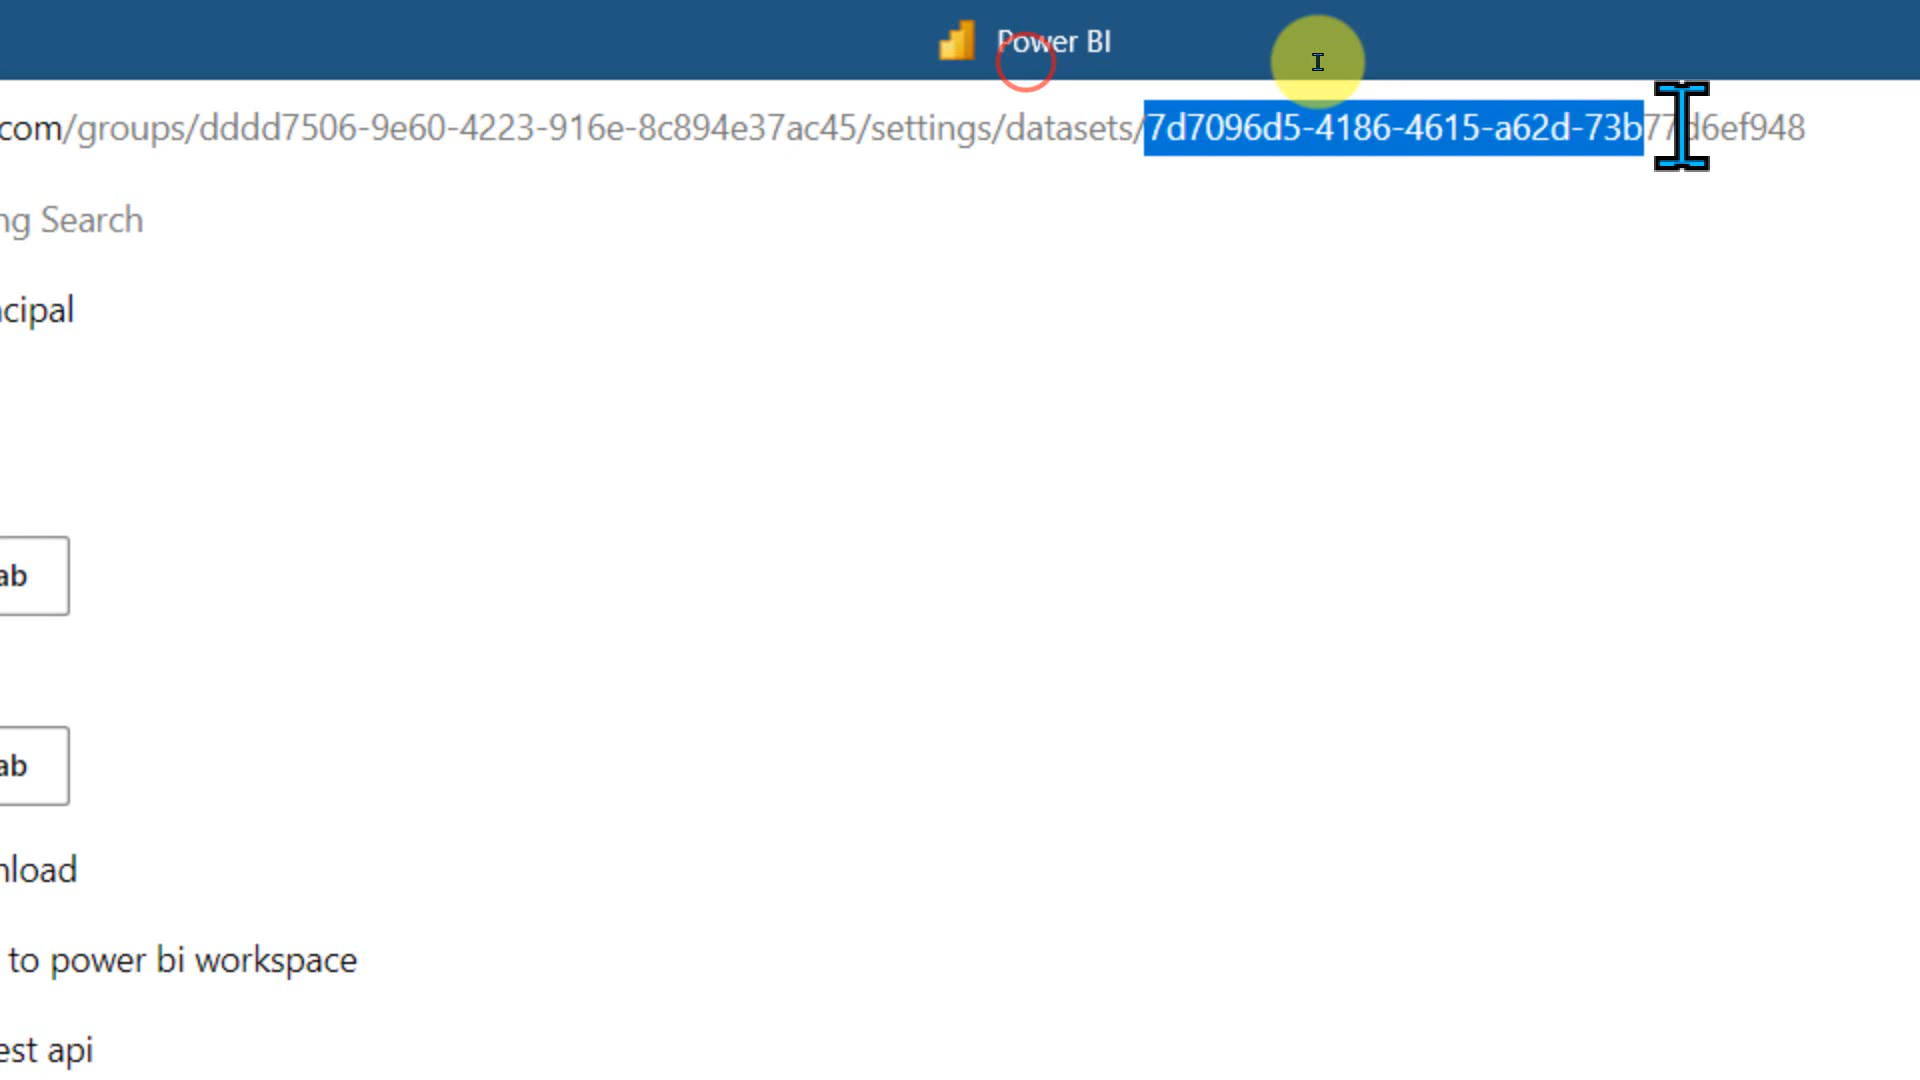 Power BI
com/groups/dddd7506-9e60-4223-916e-8c894e37ac45/settings/datasets/7d7096d5-4186-4615-a62d-73b77d6ef948
ng Search
cipal
ab
ab
nload
to power bi workspace
est api